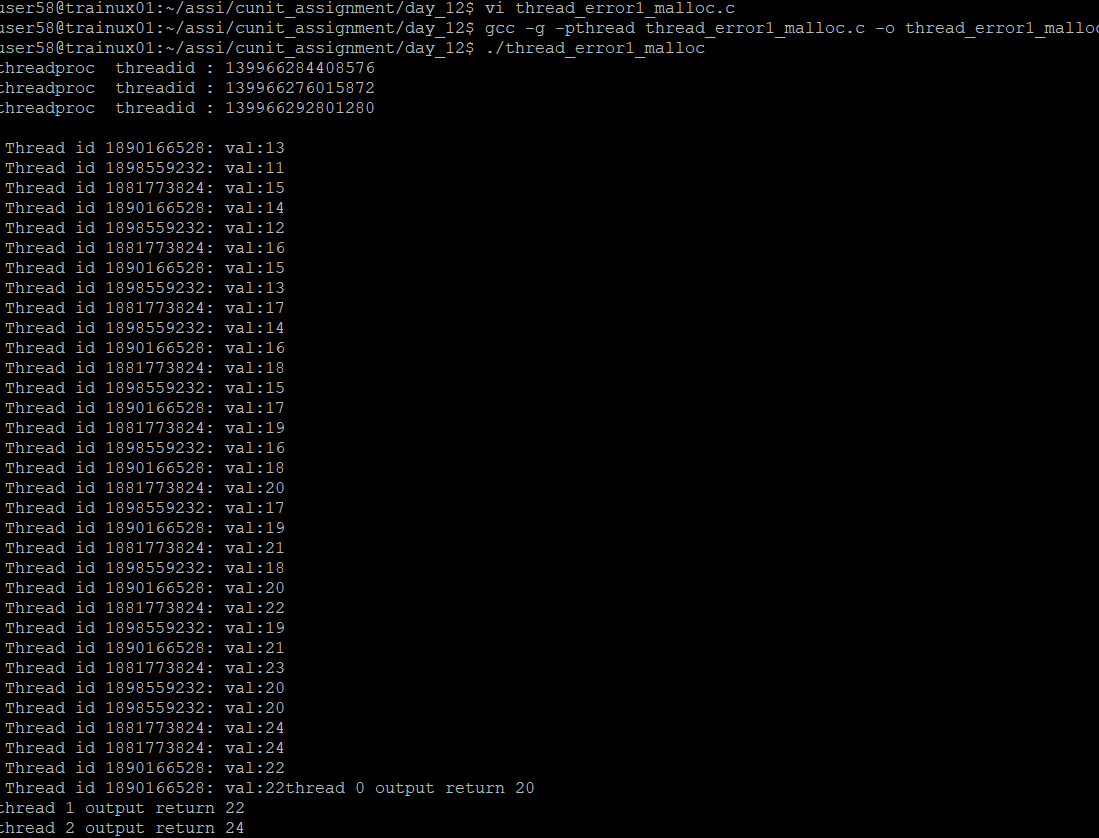 user58@trainux01:~/assi/cunit_assignment/day_12$ vi thread_error1_malloc.c
user58@trainux01:~/assi/cunit_assignment/day_12$ gcc -g -pthread thread_error1_malloc.c -o thread_error1_malloc
user58@trainux01:~/assi/cunit_assignment/day_12$ ./thread_error1_malloc
threadproc  threadid : 139966284408576
threadproc  threadid : 139966276015872
threadproc  threadid : 139966292801280
Thread id 1890166528: val:13
Thread id 1898559232: val:11
Thread id 1881773824: val:15
Thread id 1890166528: val:14
Thread id 1898559232: val:12
Thread id 1881773824: val:16
Thread id 1890166528: val:15
Thread id 1898559232: val:13
Thread id 1881773824: val:17
Thread id 1898559232: val:14
Thread id 1890166528: val:16
Thread id 1881773824: val:18
Thread id 1898559232: val:15
Thread id 1890166528: val:17
Thread id 1881773824: val:19
Thread id 1898559232: val:16
Thread id 1890166528: val:18
Thread id 1881773824: val:20
Thread id 1898559232: val:17
Thread id 1890166528: val:19
Thread id 1881773824: val:21
Thread id 1898559232: val:18
Thread id 1890166528: val:20
Thread id 1881773824: val:22
Thread id 1898559232: val:19
Thread id 1890166528: val:21
Thread id 1881773824: val:23
Thread id 1898559232: val:20
Thread id 1898559232: val:20
Thread id 1881773824: val:24
Thread id 1881773824: val:24
Thread id 1890166528: val:22
Thread id 1890166528: val:22thread 0 output return 20
thread 1 output return 22
thread 2 output return 24